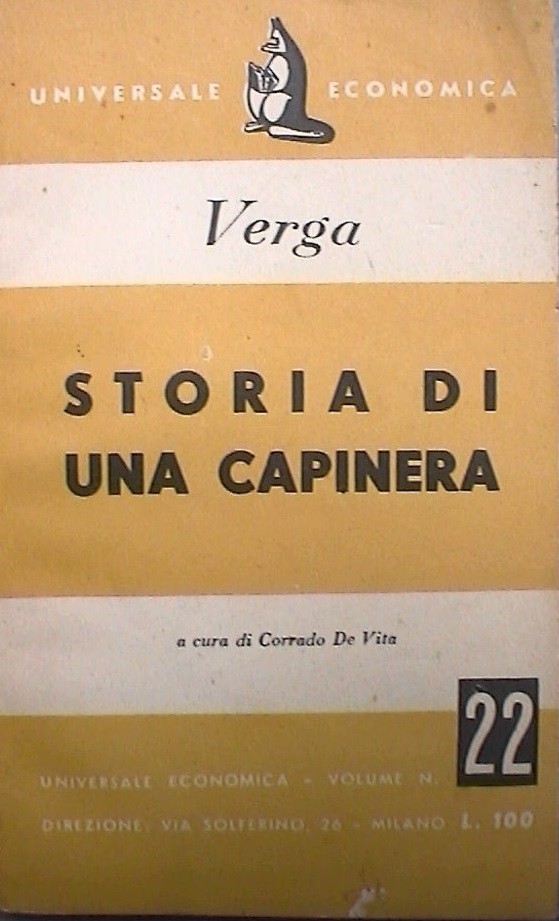 UNIVERSALE ECONOMICA
Verga
STORIA DI
UNA CAPINERA
a cura di Corrado De Vita
UNIVERSALE ECONOMICA - VOLUME N. 22
DIREZIONE: VIA SOLFERINO, 26 - MILANO L. 100